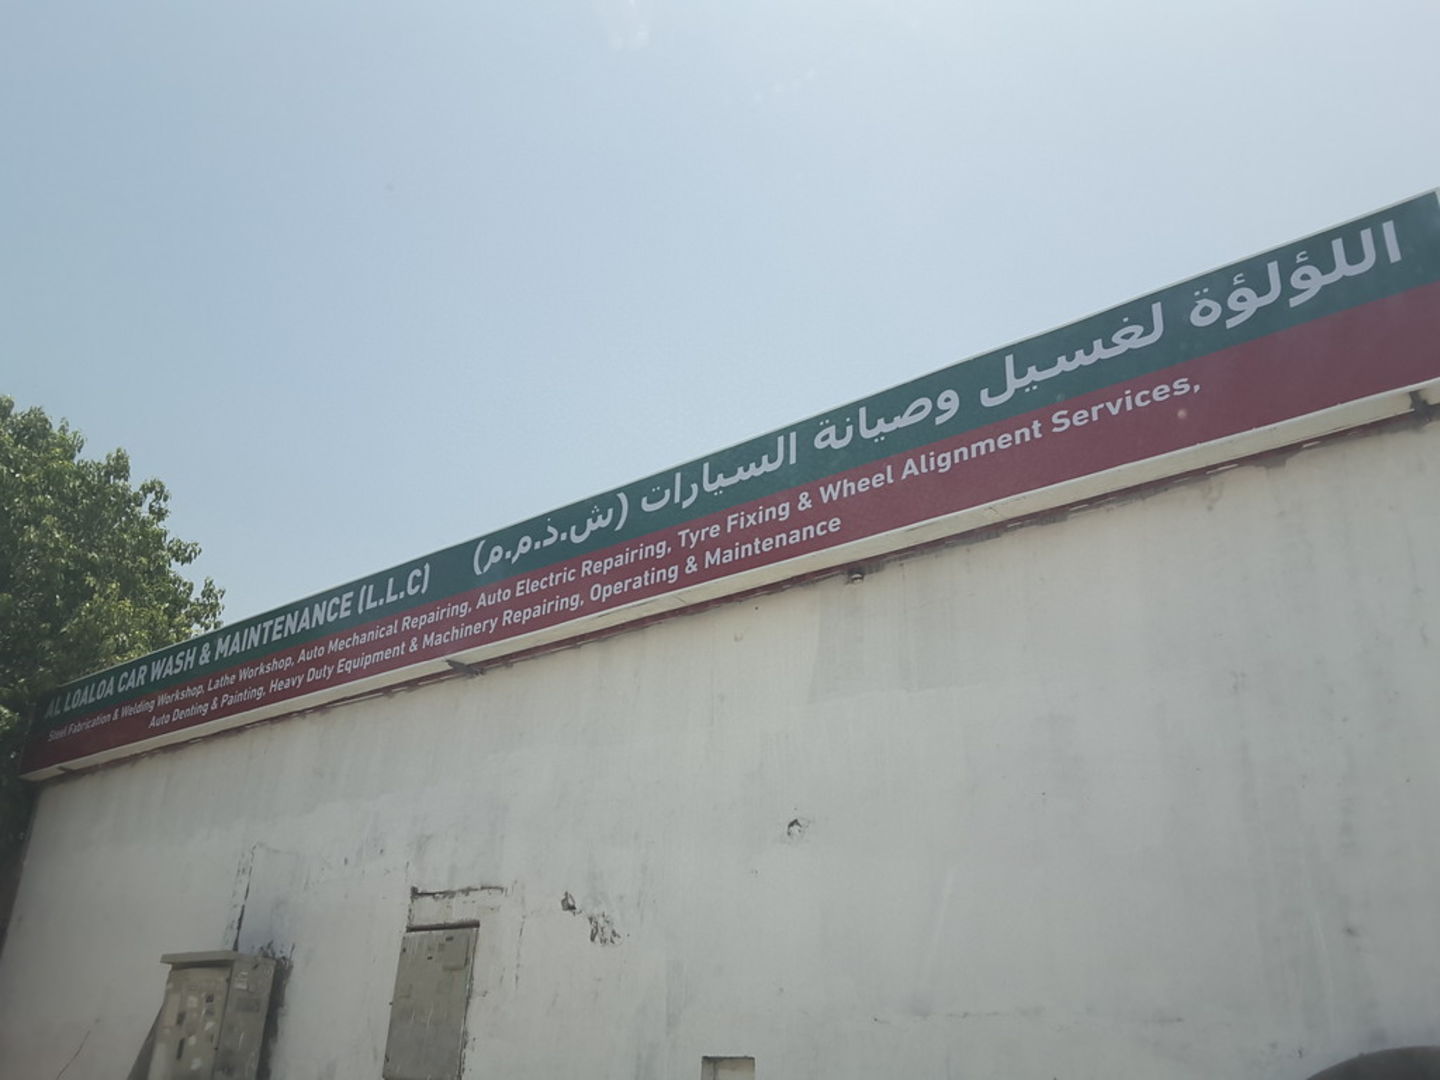 اللؤلؤة لغسيل وصيانة السيارات (ش.ذ.م.م)
AL LOALOA CAR WASH & MAINTENANCE (L.L.C)
Steel Fabrication & Welding Workshop, Lathe Workshop, Auto Mechanical Repairing, Auto Electric Repairing, Tyre Fixing & Wheel Alignment Services,
Auto Denting & Painting, Heavy Duty Equipment & Machinery Repairing, Operating & Maintenance